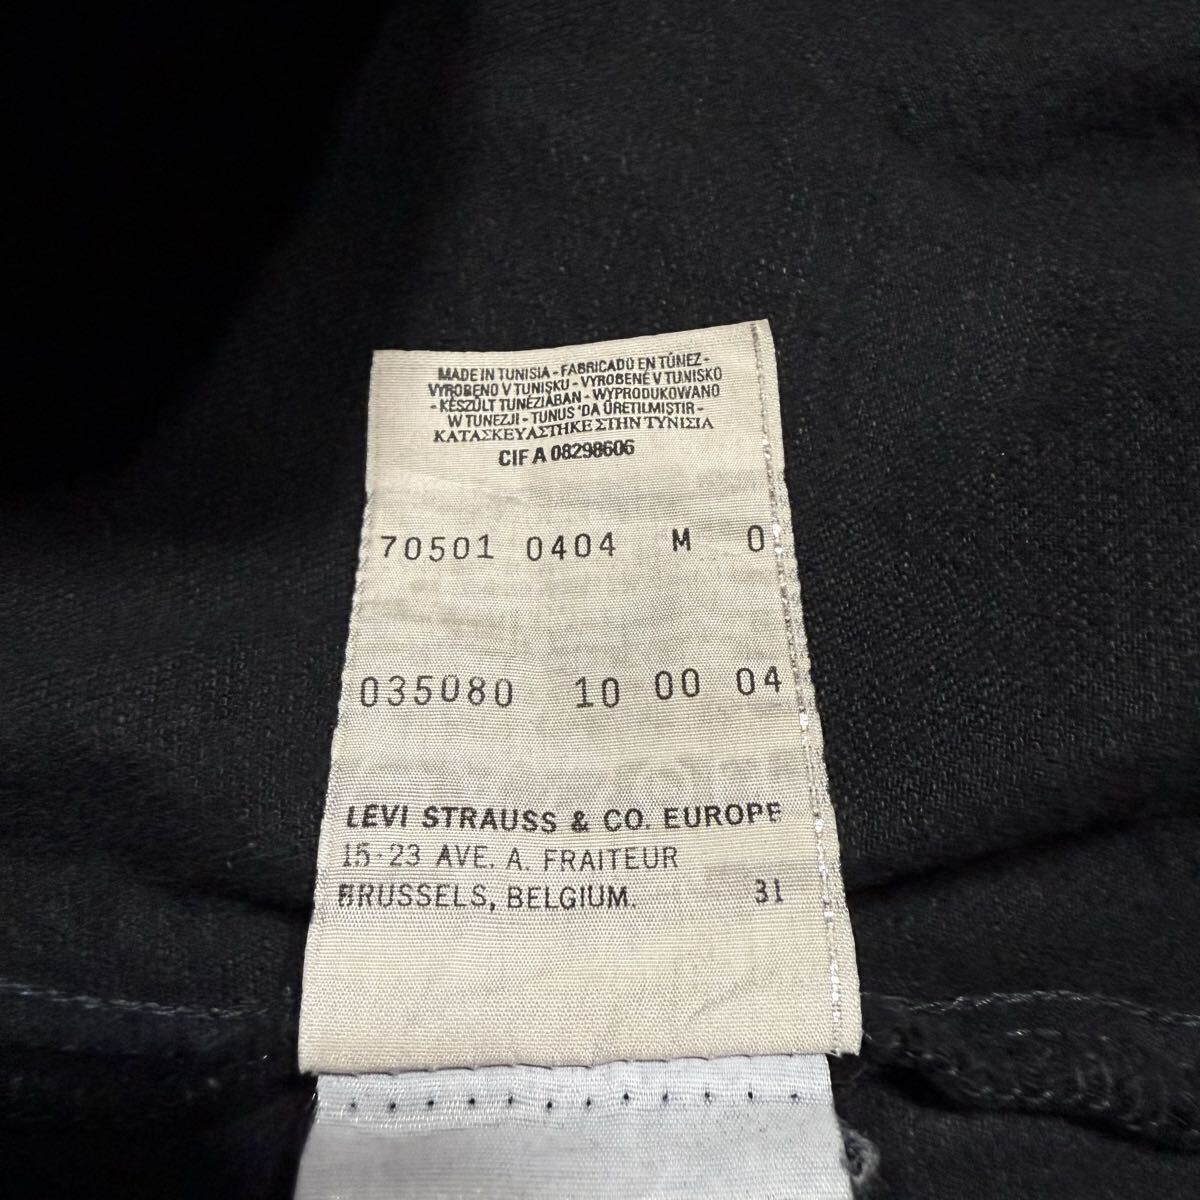 MADE IN TUNISIA - FABRICADO EN TÚNEZ -
VYROBENO V TUNISKU - VYROBENÉ V TUNISKO
- KÉSZÜLT TUNÉZIÁBAN - WYPRODUKOWANO
W TUNEZJI - TUNUS 'DA ÜRETILMIŞTIR -
ΚΑΤΑΣΚΕΥΑΣΤΗΚΕ ΣΤΗΝ ΤΥΝΙΣΙΑ
CIF A 08298606
70501 0404 M 0
035080 10 00 04
LEVI STRAUSS & CO. EUROPE
15-23 AVE. A. FRAITEUR
BRUSSELS, BELGIUM. 31